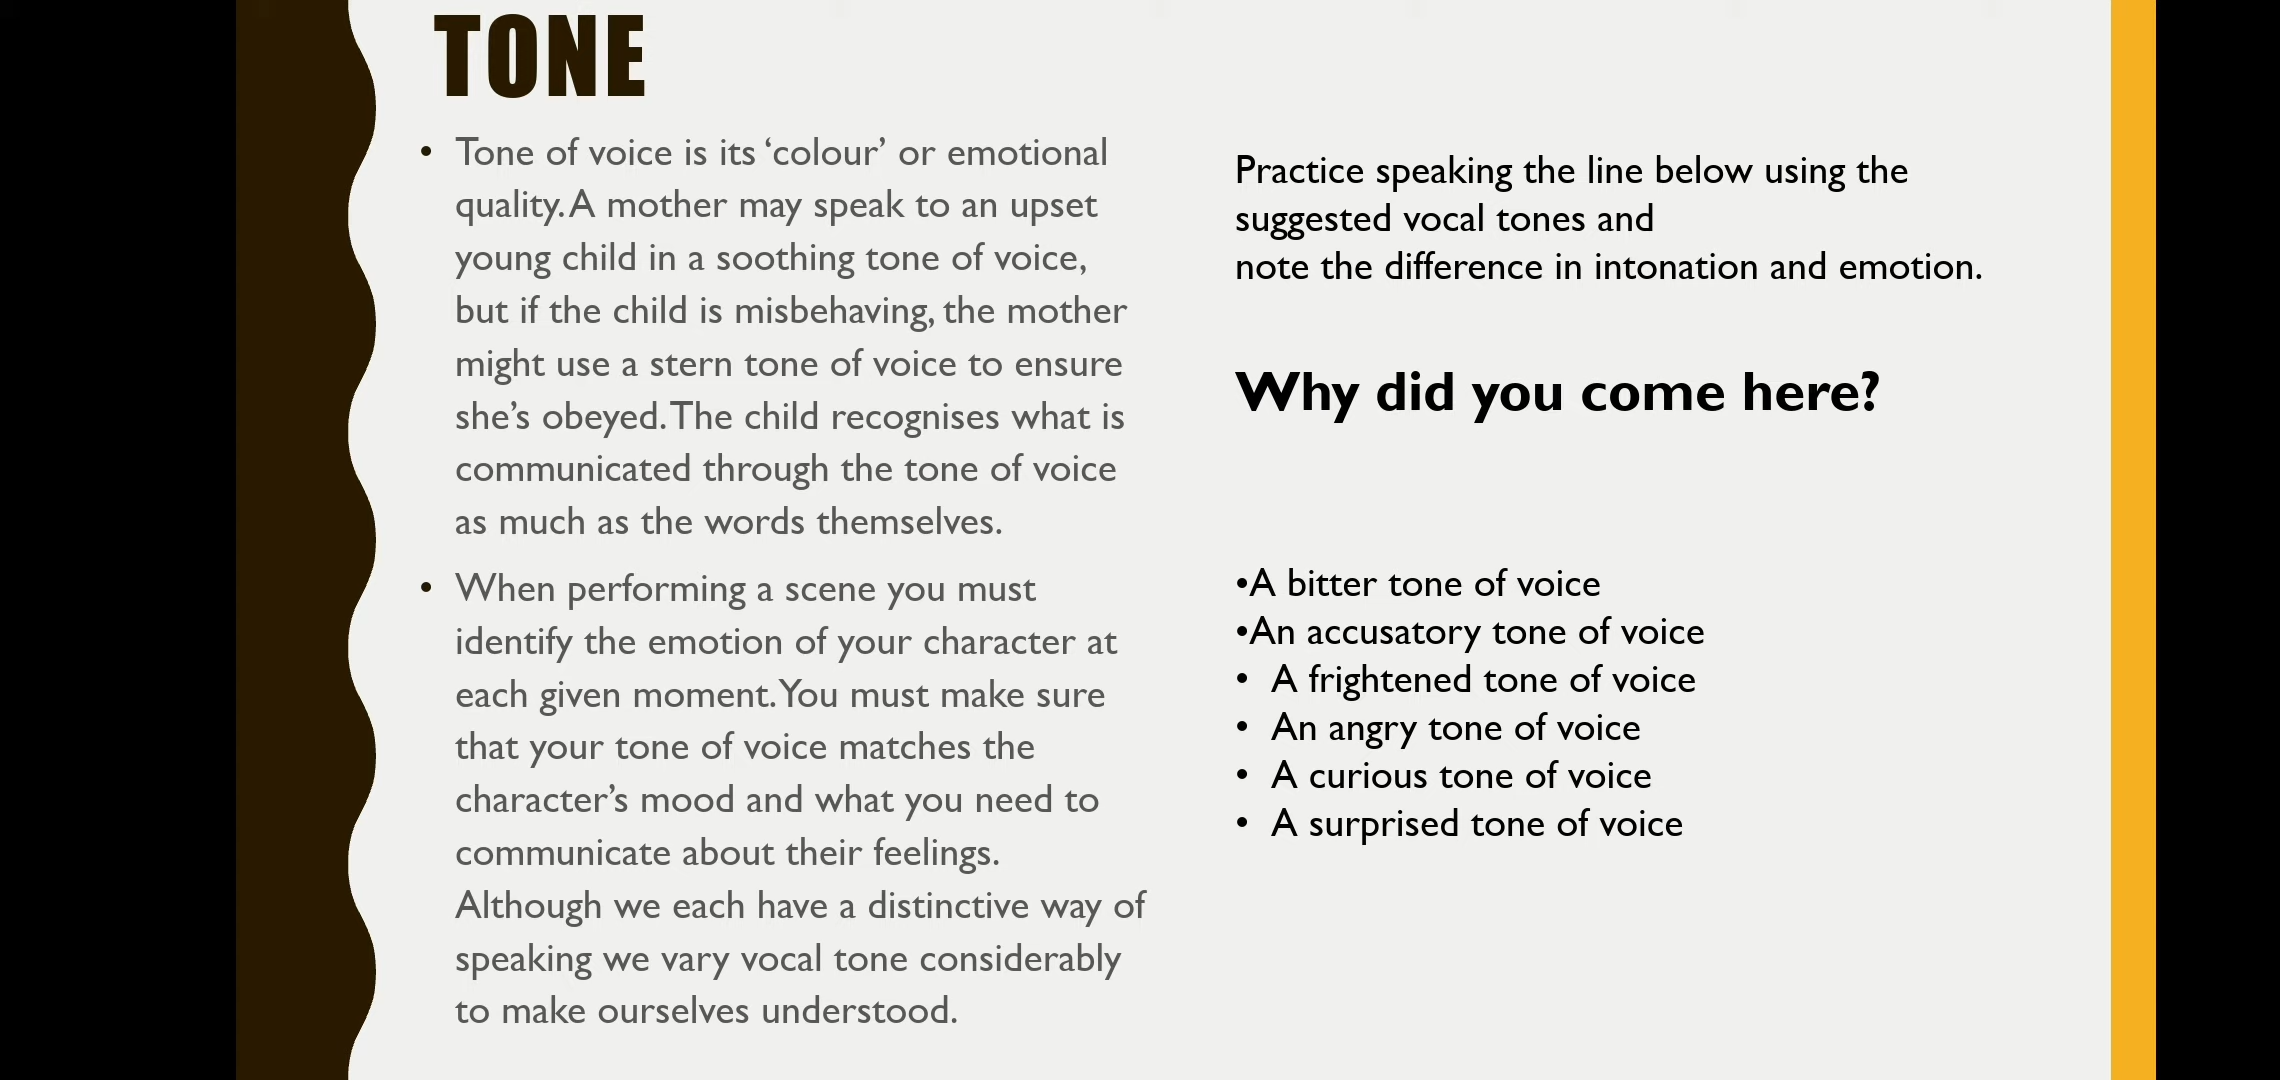 TONE
• Tone of voice is its ‘colour’ or emotional
quality. A mother may speak to an upset
young child in a soothing tone of voice,
but if the child is misbehaving, the mother
might use a stern tone of voice to ensure
she’s obeyed. The child recognises what is
communicated through the tone of voice
as much as the words themselves.
• When performing a scene you must
identify the emotion of your character at
each given moment. You must make sure
that your tone of voice matches the
character’s mood and what you need to
communicate about their feelings.
Although we each have a distinctive way of
speaking we vary vocal tone considerably
to make ourselves understood.
Practice speaking the line below using the
suggested vocal tones and
note the difference in intonation and emotion.
Why did you come here?
•A bitter tone of voice
•An accusatory tone of voice
• A frightened tone of voice
• An angry tone of voice
• A curious tone of voice
• A surprised tone of voice